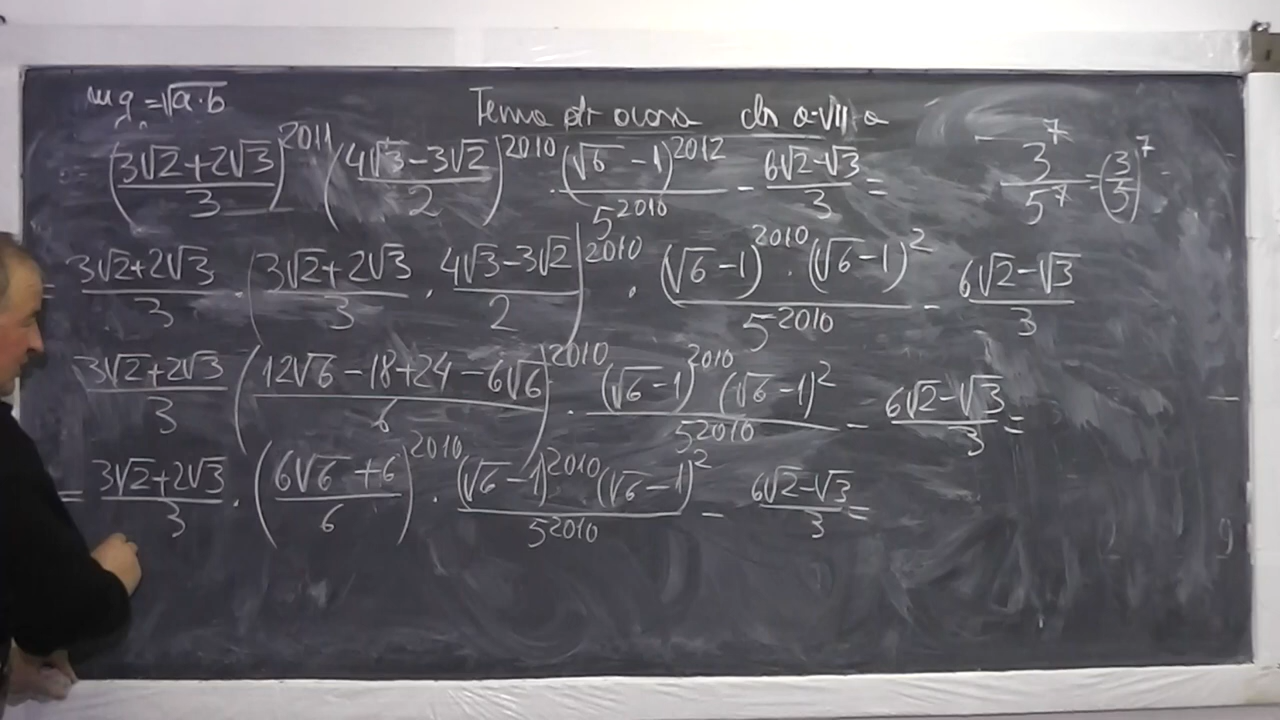 m g = √a·b
Tema de acasa cls a-VII-a
= ((3√2+2√3)/3)^2011 · ((4√3−3√2)/2)^2010 · (√6−1)^2012/5^2010 − (6√2−√3)/3 =
3^7/5^7 = (3/5)^7
= (3√2+2√3)/3 · ((3√2+2√3)/3 · (4√3−3√2)/2)^2010 · (√6−1)^2010·(√6−1)^2/5^2010 − (6√2−√3)/3
(3√2+2√3)/3 ((12√6−18+24−6√6)/6)^2010 · (√6−1)^2010 (√6−1)^2/5^2010 − (6√2−√3)/3 =
= (3√2+2√3)/3 · ((6√6+6)/6)^2010 · (√6−1)^2010 (√6−1)^2/5^2010 − (6√2−√3)/3 =